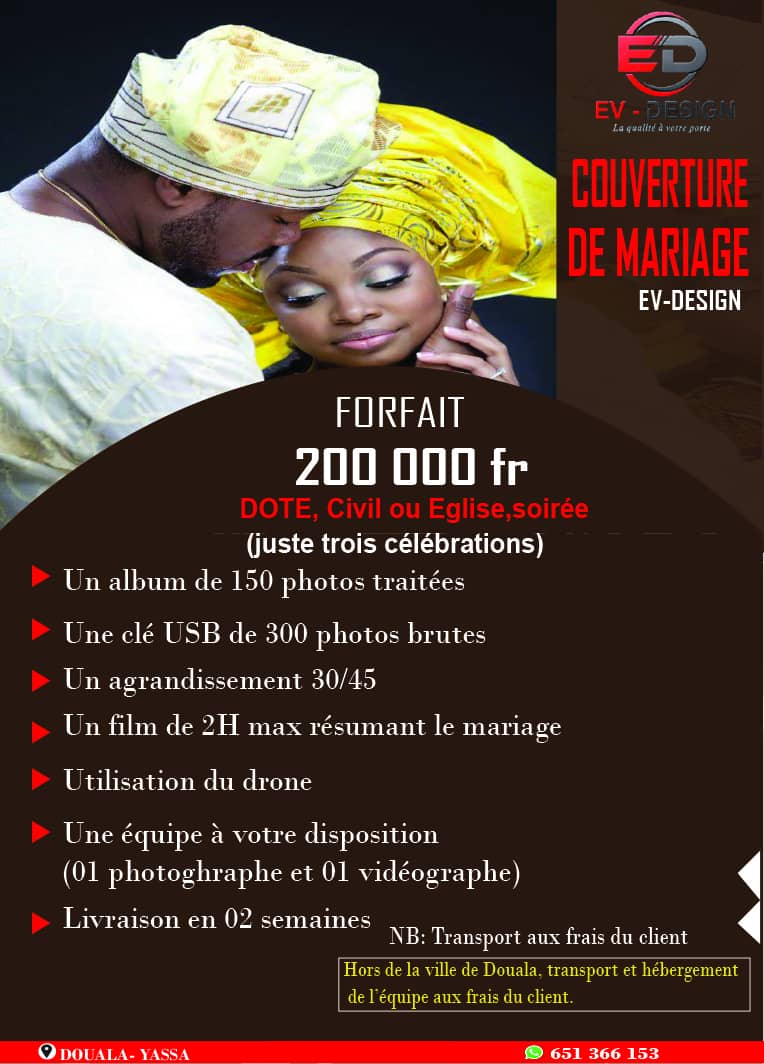 ED
EV - DESIGN
La qualité à votre porte
COUVERTURE
DE MARIAGE
EV-DESIGN
FORFAIT
200 000 fr
DOTE, Civil ou Eglise,soirée
(juste trois célébrations)
Un album de 150 photos traitées
Une clé USB de 300 photos brutes
Un agrandissement 30/45
Un film de 2H max résumant le mariage
Utilisation du drone
Une équipe à votre disposition
(01 photoghraphe et 01 vidéographe)
Livraison en 02 semaines
NB: Transport aux frais du client
Hors de la ville de Douala, transport et hébergement
de l'équipe aux frais du client.
DOUALA- YASSA
651 366 153